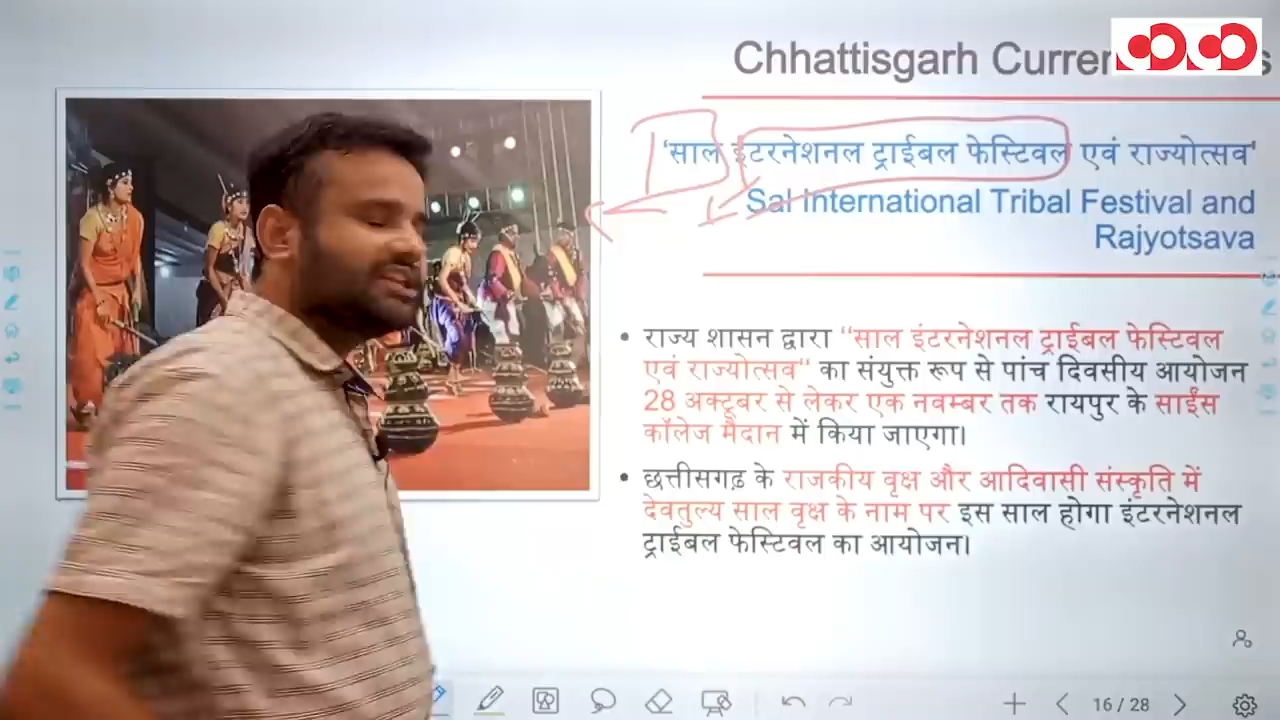 Chhattisgarh
'साल इंटरनेशनल ट्राईबल फेस्टिवल एवं राज्योत्सव'
Sal International Tribal Festival and
Rajyotsava
• राज्य शासन द्वारा “साल इंटरनेशनल ट्राईबल फेस्टिवल
एवं राज्योत्सव” का संयुक्त रूप से पांच दिवसीय आयोजन
28 अक्टूबर से लेकर एक नवम्बर तक रायपुर के साईंस
कॉलेज मैदान में किया जाएगा।
• छत्तीसगढ़ के राजकीय वृक्ष और आदिवासी संस्कृति में
देवतुल्य साल वृक्ष के नाम पर इस साल होगा इंटरनेशनल
ट्राईबल फेस्टिवल का आयोजन।
16 / 28